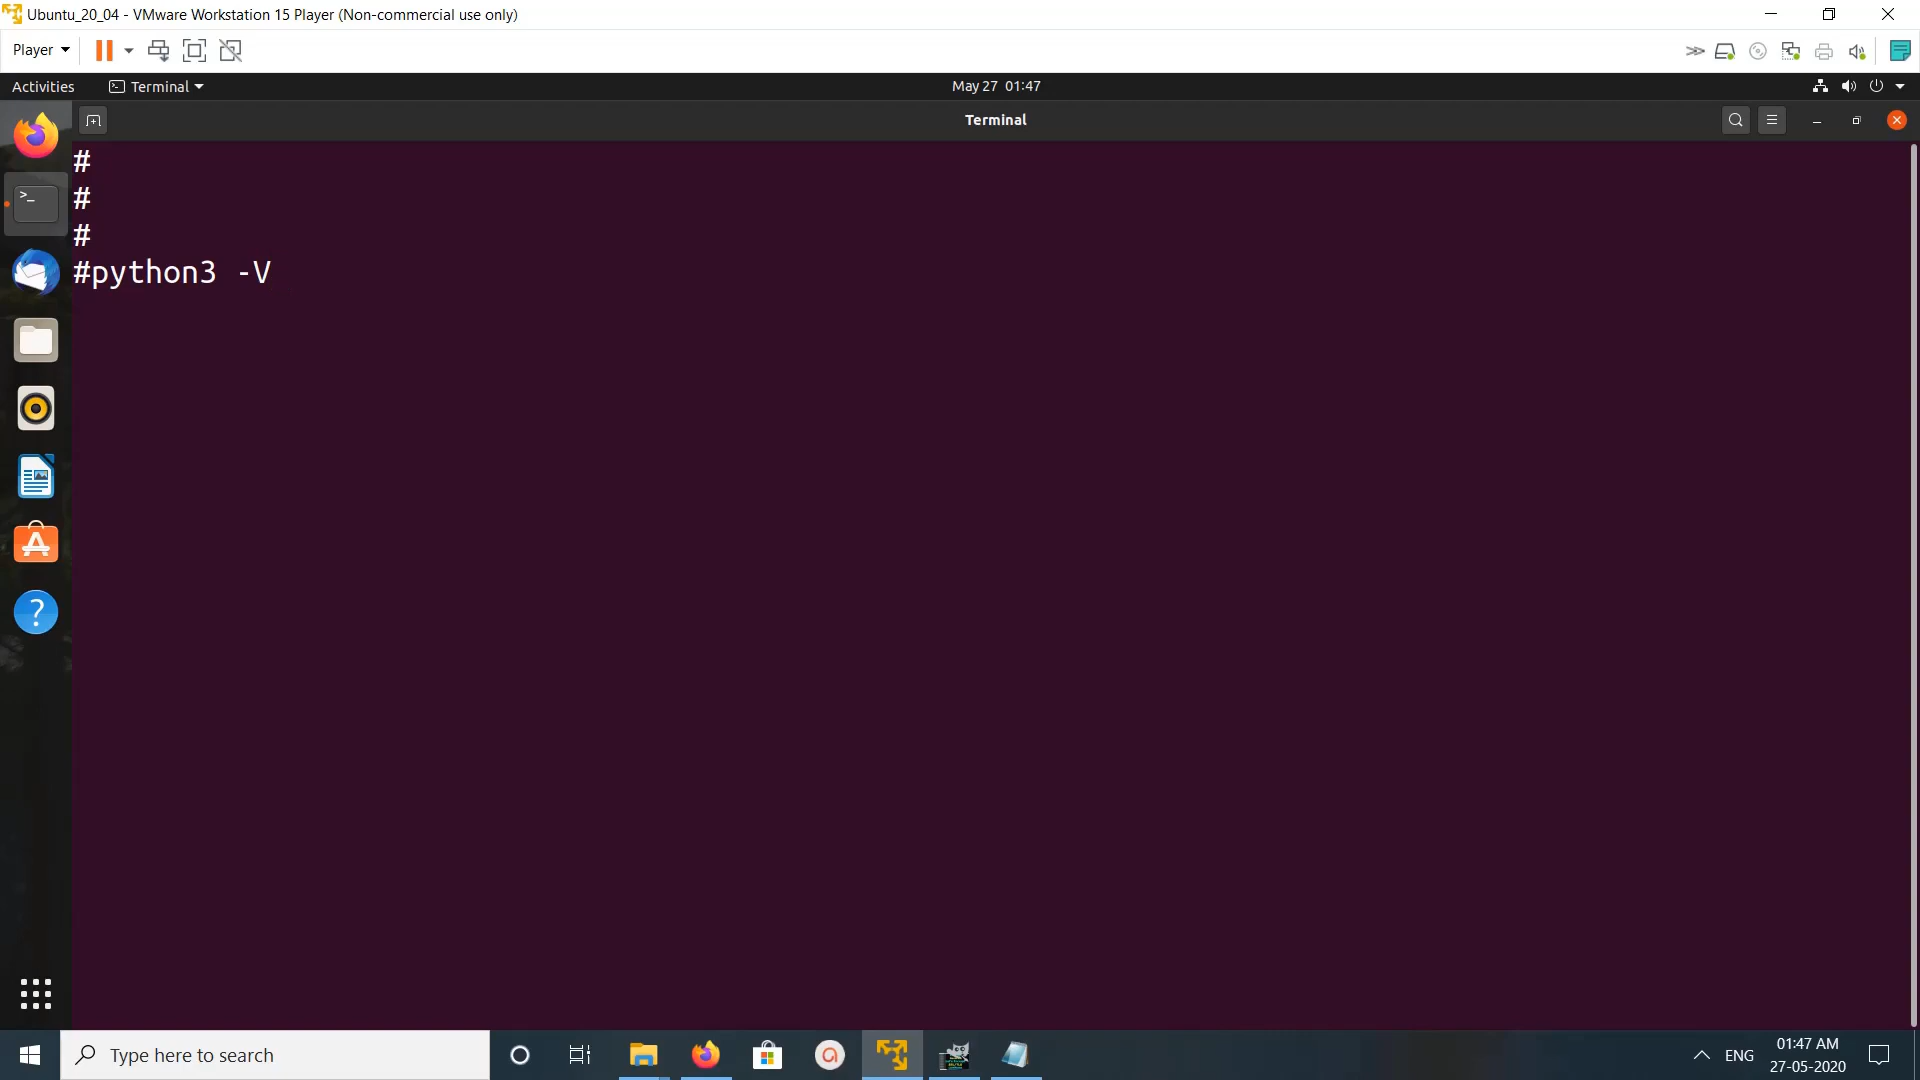 Ubuntu_20_04 - VMware Workstation 15 Player (Non-commercial use only)
Player
Activities
Terminal
May 27 01:47
Terminal
#
#
#
#python3 -V
Type here to search
ENG
01:47 AM
27-05-2020